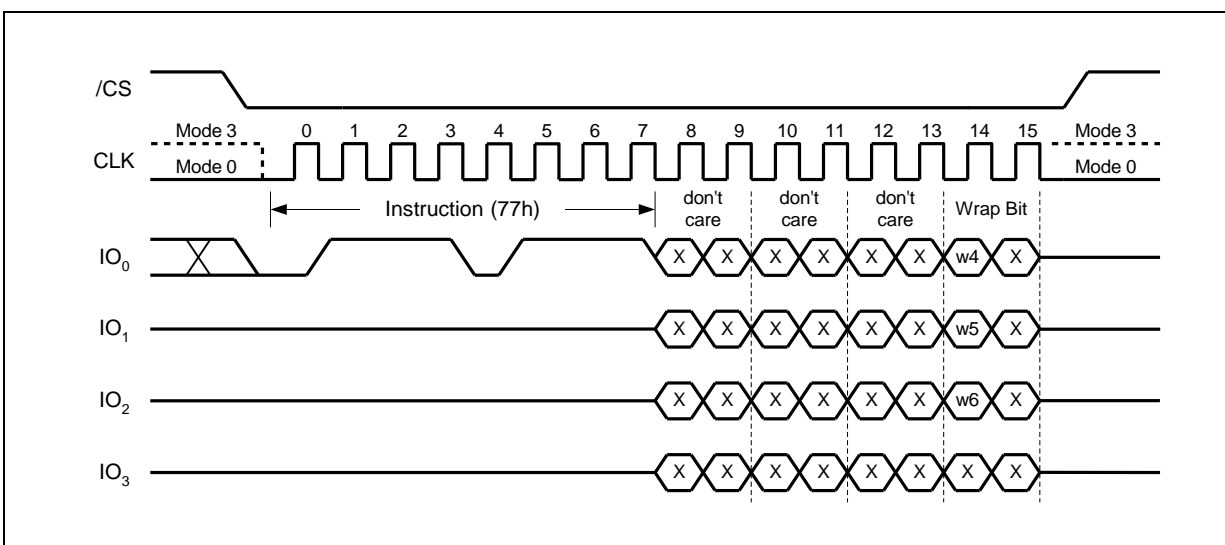 /CS
Mode 3 0 1 2 3 4 5 6 7 8 9 10 11 12 13 14 15 Mode 3
CLK
Mode 0 Mode 0
Instruction (77h) don't care don't care don't care Wrap Bit
IO0 X X X X X X w4 X
IO1 X X X X X X w5 X
IO2 X X X X X X w6 X
IO3 X X X X X X X X